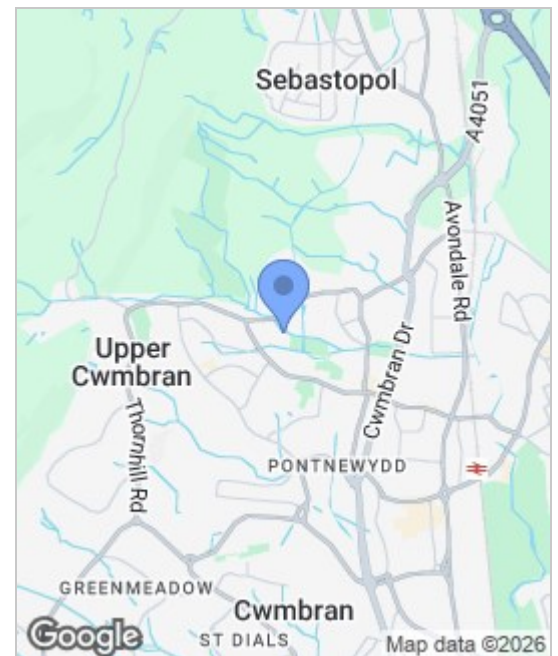 Sebastopol
A4051
Avondale Rd
Upper
Cwmbran
Cwmbran Dr
Thornhill Rd
PONTNEWYDD
GREENMEADOW
Cwmbran
ST DIALS
Google
Map data ©2026